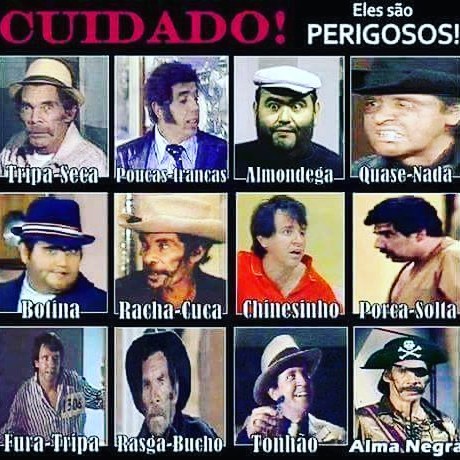 CUIDADO!
Eles são
PERIGOSOS!
Tripa-Seca
Poucas-trancas
Almondega
Quase-Nada
Botina
Racha-Cuca
Chinesinho
Porca-Solta
Fura-Tripa
Rasga-Bucho
Tonhão
Alma Negra